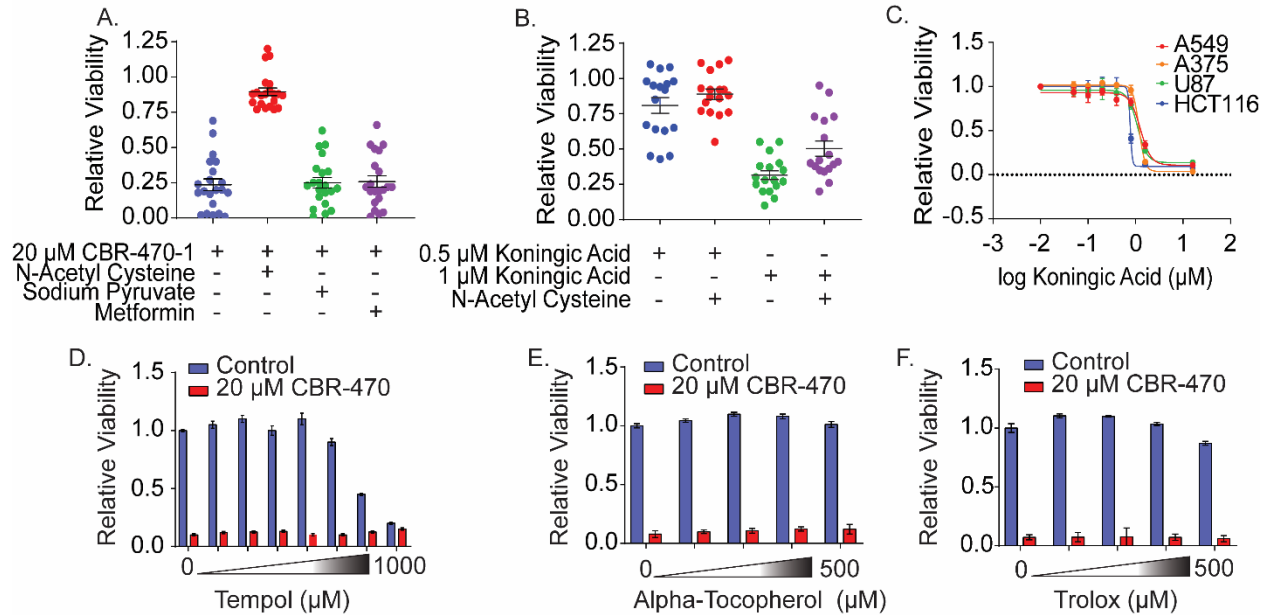 A.
Relative Viability
1.25
1.00
0.75
0.50
0.25
0.00
20 µM CBR-470-1 + + + +
N-Acetyl Cysteine - + - -
Sodium Pyruvate - - + -
Metformin - - - +
B.
Relative Viability
1.25
1.00
0.75
0.50
0.25
0.00
0.5 µM Koningic Acid + + - -
1 µM Koningic Acid - - + +
N-Acetyl Cysteine - + - +
C.
Relative Viability
1.5
1.0
0.5
0.0
-0.5
A549
A375
U87
HCT116
-3 -2 -1 0 1 2
log Koningic Acid (µM)
D.
Control
20 µM CBR-470
Relative Viability
1.5
1.0
0.5
0.0
0 1000
Tempol (µM)
E.
Control
20 µM CBR-470
Relative Viability
1.5
1.0
0.5
0.0
0 500
Alpha-Tocopherol (µM)
F.
Control
20 µM CBR-470
Relative Viability
1.5
1.0
0.5
0.0
0 500
Trolox (µM)